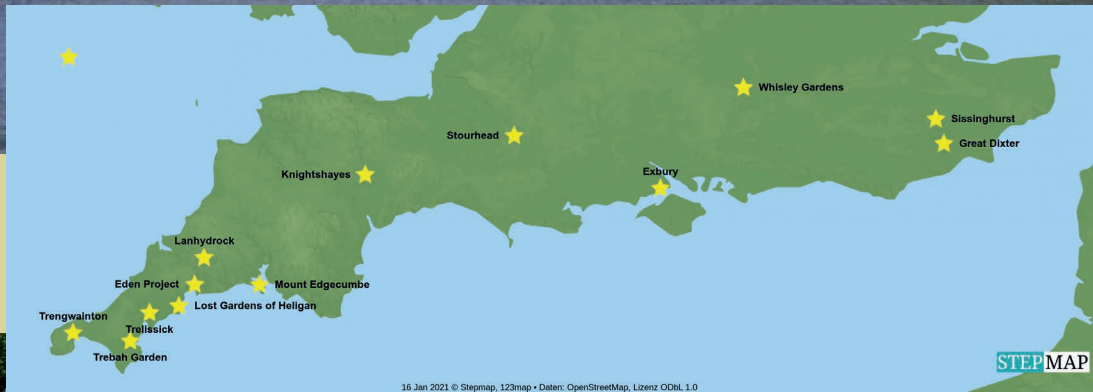 Whisley Gardens
Sissinghurst
Stourhead
Great Dixter
Knightshayes
Exbury
Lanhydrock
Eden Project
Mount Edgecumbe
Lost Gardens of Heligan
Trengwainton
Trelissick
Trebah Garden
STEPMAP
16 Jan 2021 © Stepmap, 123map • Daten: OpenStreetMap, Lizenz ODbL 1.0